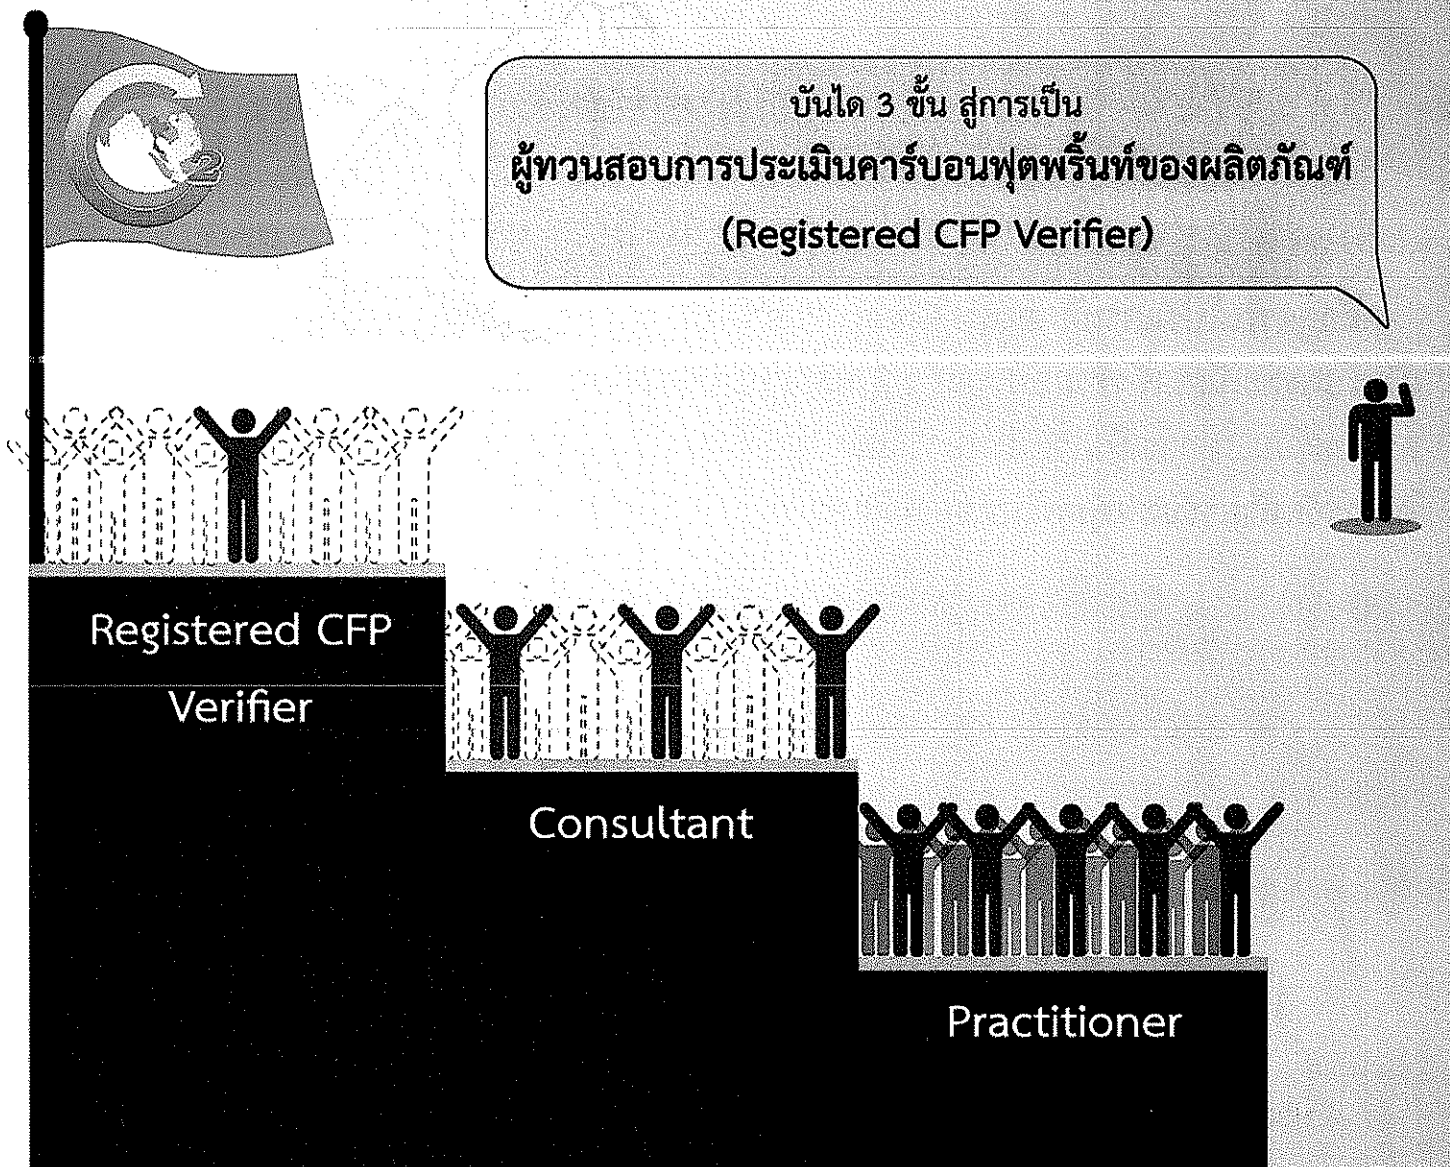 บันได 3 ขั้น สู่การเป็น
ผู้ทวนสอบการประเมินคาร์บอนฟุตพริ้นท์ของผลิตภัณฑ์
(Registered CFP Verifier)
Registered CFP
Verifier
Consultant
Practitioner